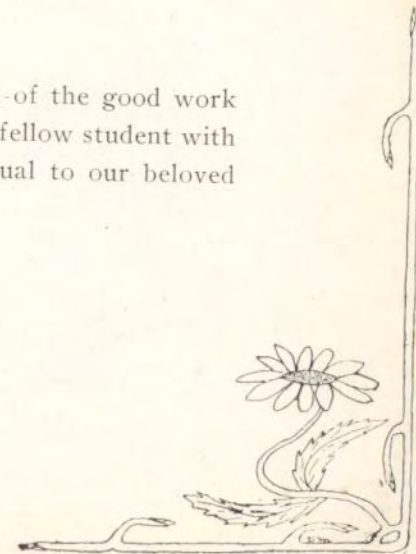 of the good work
fellow student with
ual to our beloved